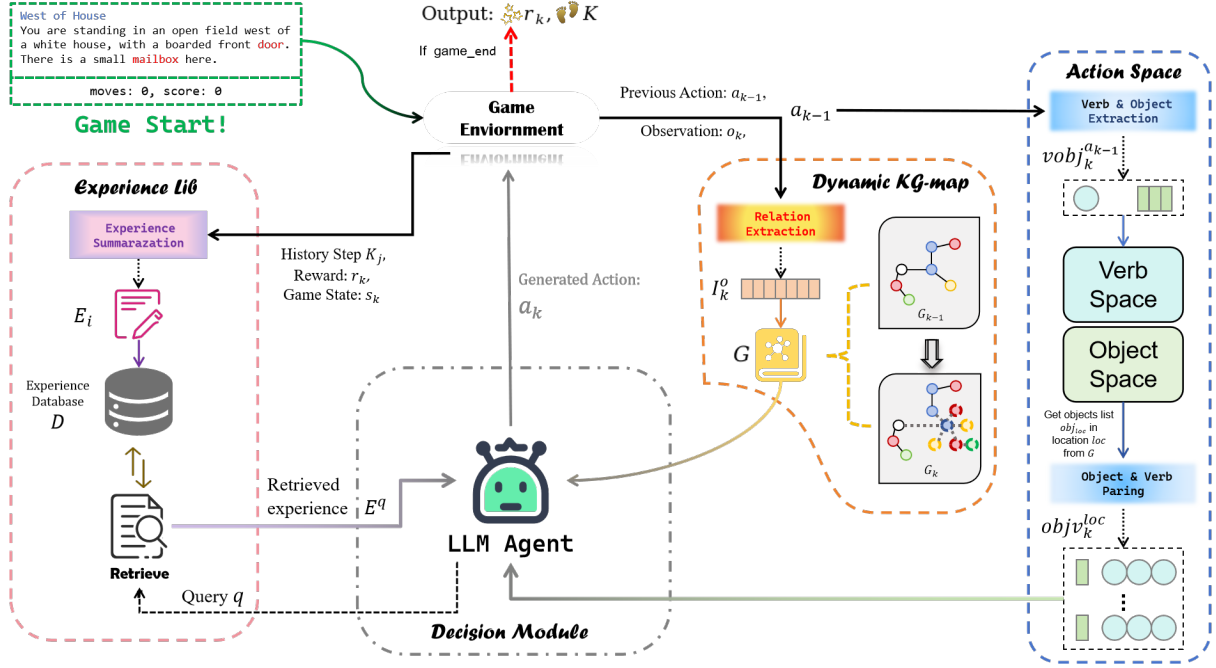 West of House
You are standing in an open field west of
a white house, with a boarded front door.
There is a small mailbox here.
moves: 0, score: 0
Game Start!
Output: r_k, K
If game_end
Game
Enviornment
Enviornment
Previous Action: a_{k−1},
Observation: o_k,
a_{k−1}
Action Space
Verb & Object
Extraction
vobj_k^{a_{k−1}}
Verb
Space
Object
Space
Get objects list
obj_{loc} in
location loc
from G
Object & Verb
Paring
objv_k^{loc}
Experience Lib
Experience
Summarazation
E_i
Experience
Database
D
Retrieve
History Step K_j,
Reward: r_k,
Game State: s_k
Generated Action:
a_k
Dynamic KG-map
Relation
Extraction
I_k^o
G
G_{k−1}
G_k
Retrieved
experience E^q
LLM Agent
Query q
Decision Module